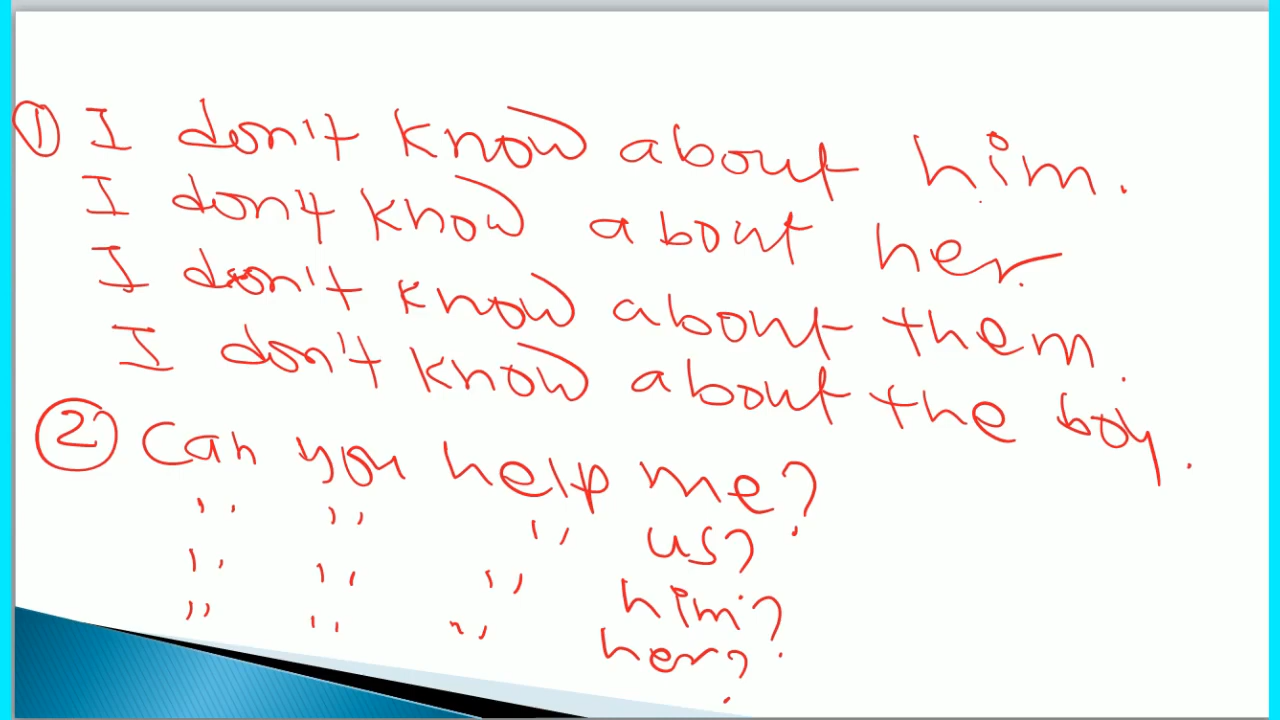 ① I don't know about him.
I don't know about her.
I don't know about them.
I don't know about the boy.
② Can you help me?
" " " us?
" " " him?
" " " her?